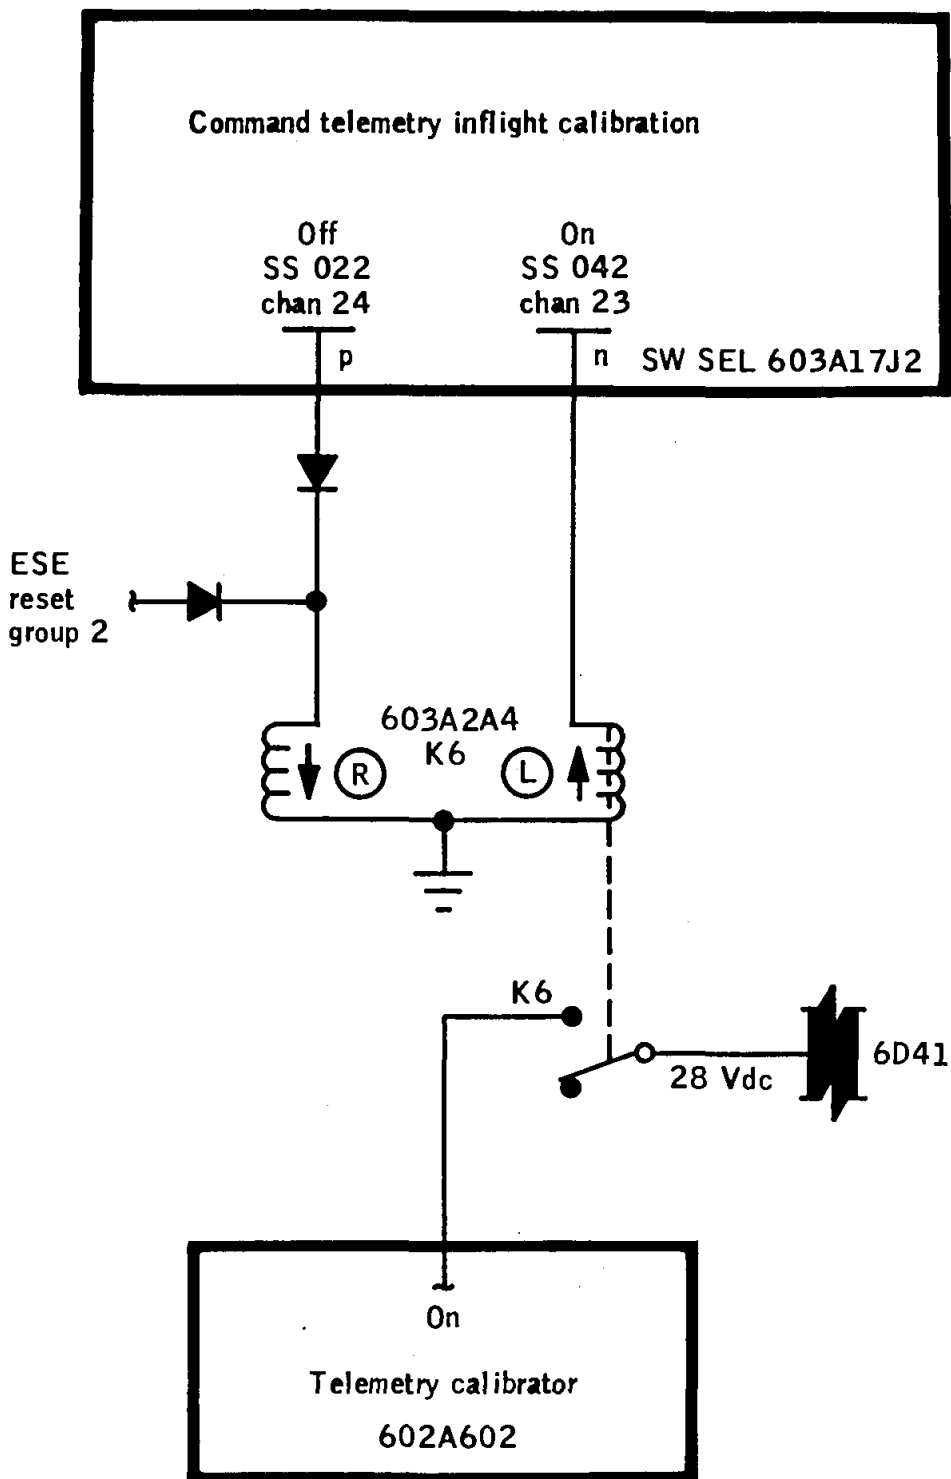 Command telemetry inflight calibration
Off
SS 022
chan 24
On
SS 042
chan 23
p
n
SW SEL 603A17J2
ESE
reset
group 2
603A2A4
K6
R
L
K6
28 Vdc
6D41
On
Telemetry calibrator
602A602